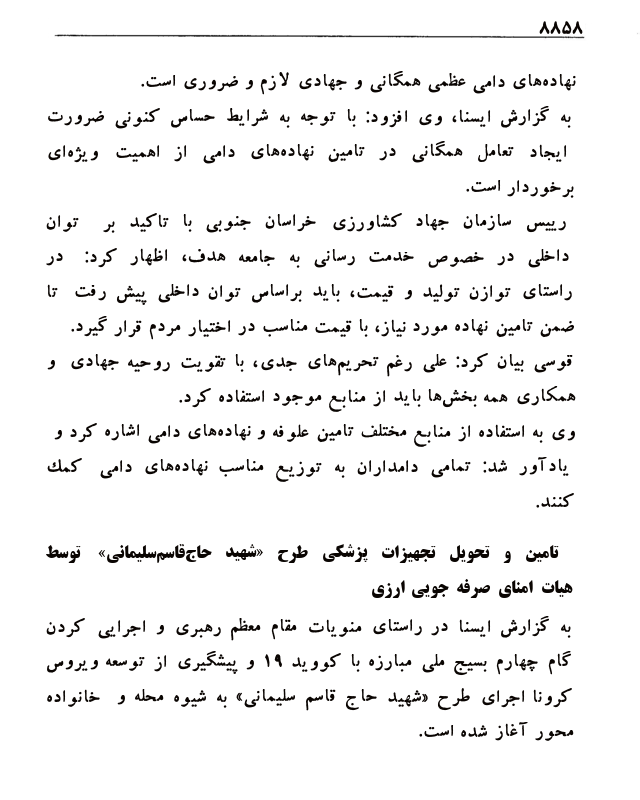 ۸۸۵۸
نهاده‌های دامی عظمی همگانی و جهادی لازم و ضروری است.
به گزارش ایسنا، وی افزود: با توجه به شرایط حساس کنونی ضرورت
ایجاد تعامل همگانی در تامین نهاده‌های دامی از اهمیت ویژه‌ای
برخوردار است.
رییس سازمان جهاد کشاورزی خراسان جنوبی با تاکید بر توان
داخلی در خصوص خدمت رسانی به جامعه هدف، اظهار کرد: در
راستای توازن تولید و قیمت، باید براساس توان داخلی پیش رفت تا
ضمن تامین نهاده مورد نیاز، با قیمت مناسب در اختیار مردم قرار گیرد.
قوسی بیان کرد: علی رغم تحریم‌های جدی، با تقویت روحیه جهادی و
همکاری همه بخش‌ها باید از منابع موجود استفاده کرد.
وی به استفاده از منابع مختلف تامین علوفه و نهاده‌های دامی اشاره کرد و
یادآور شد: تمامی دامداران به توزیع مناسب نهاده‌های دامی کمك
کنند.
تامین و تحویل تجهیزات پزشکی طرح «شهید حاج‌قاسم‌سلیمانی» توسط
هیات امنای صرفه جویی ارزی
به گزارش ایسنا در راستای منویات مقام معظم رهبری و اجرایی کردن
گام چهارم بسیج ملی مبارزه با کووید ۱۹ و پیشگیری از توسعه ویروس
کرونا اجرای طرح «شهید حاج قاسم سلیمانی» به شیوه محله و خانواده
محور آغاز شده است.